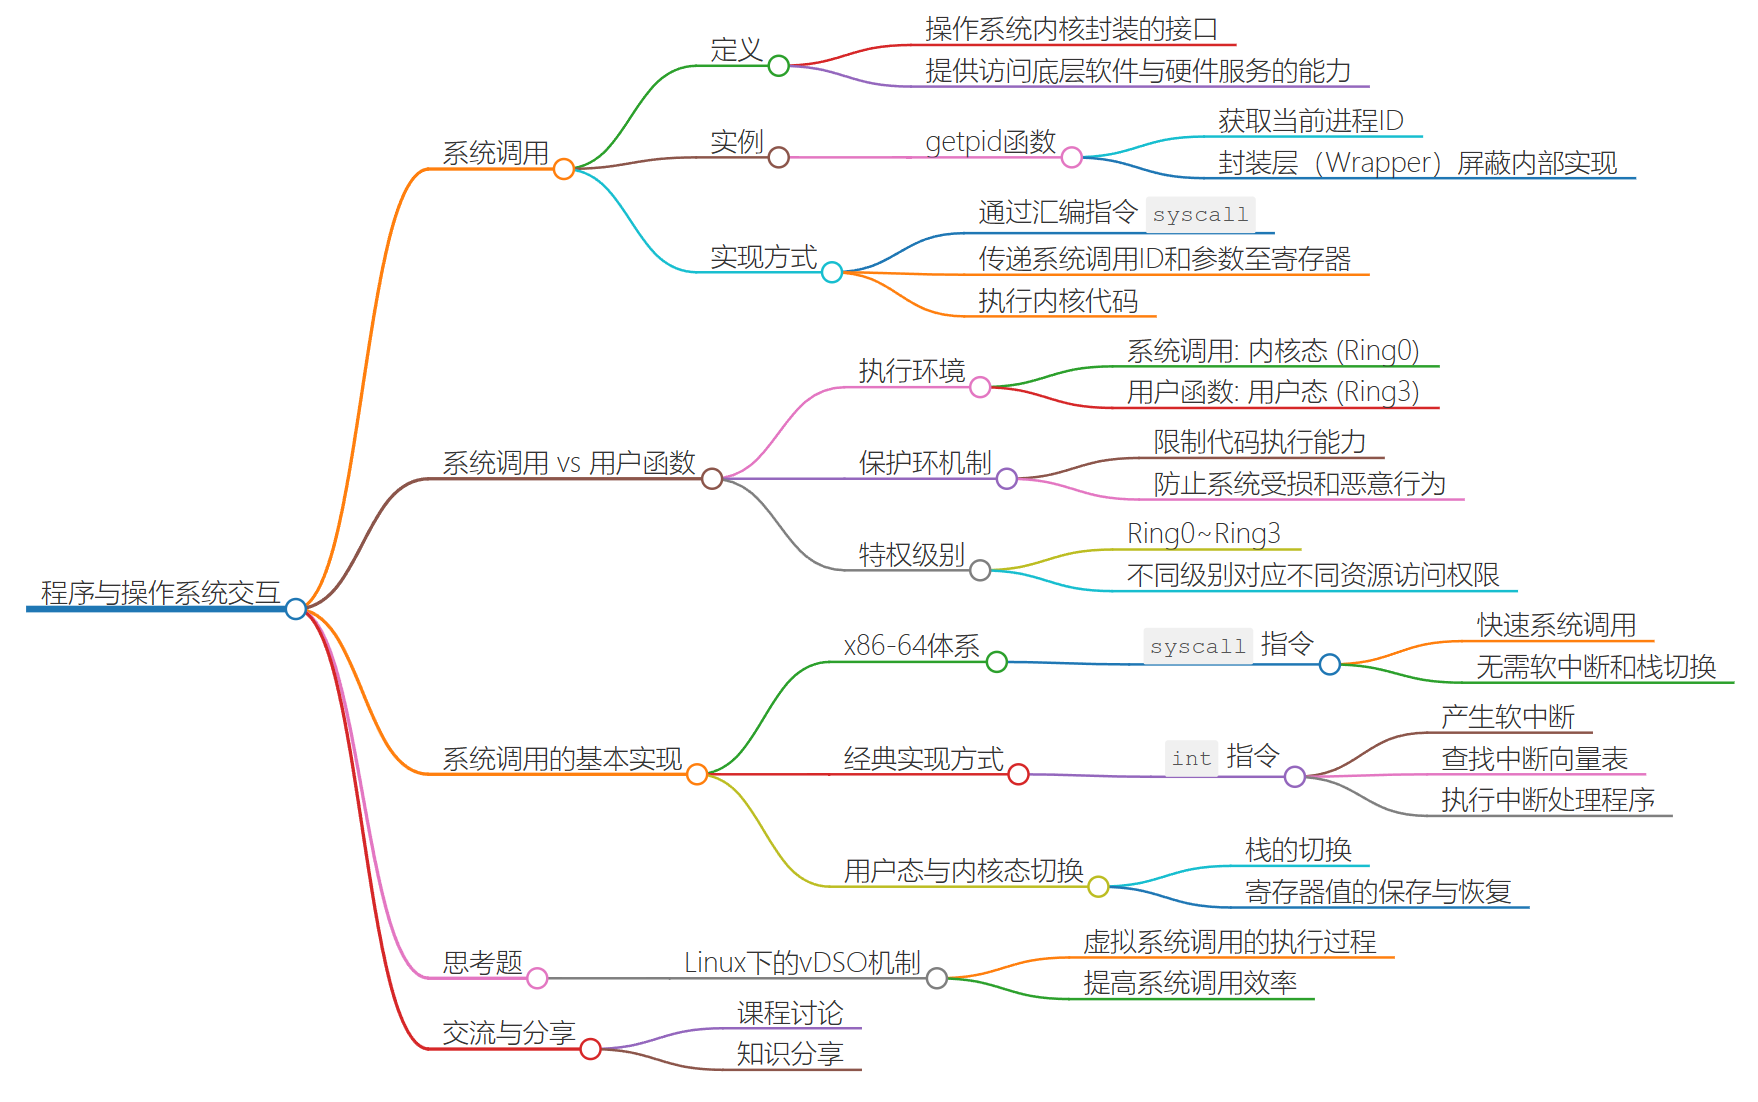 程序与操作系统交互
系统调用
定义
操作系统内核封装的接口
提供访问底层软件与硬件服务的能力
实例
getpid函数
获取当前进程ID
封装层（Wrapper）屏蔽内部实现
实现方式
通过汇编指令 syscall
传递系统调用ID和参数至寄存器
执行内核代码
系统调用 vs 用户函数
执行环境
系统调用: 内核态 (Ring0)
用户函数: 用户态 (Ring3)
保护环机制
限制代码执行能力
防止系统受损和恶意行为
特权级别
Ring0~Ring3
不同级别对应不同资源访问权限
系统调用的基本实现
x86-64体系
syscall 指令
快速系统调用
无需软中断和栈切换
经典实现方式
int 指令
产生软中断
查找中断向量表
执行中断处理程序
用户态与内核态切换
栈的切换
寄存器值的保存与恢复
思考题
Linux下的vDSO机制
虚拟系统调用的执行过程
提高系统调用效率
交流与分享
课程讨论
知识分享